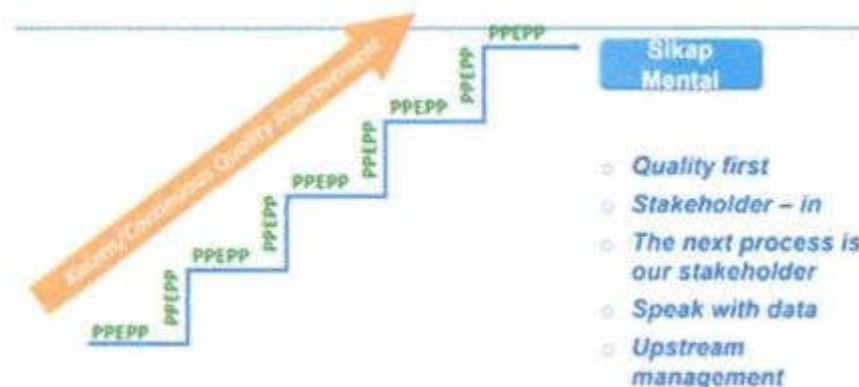 Kaizen/Continuous Quality Improvement
PPEPP
PPEPP
PPEPP
PPEPP
PPEPP
PPEPP
PPEPP
PPEPP
PPEPP
Sikap
Mental
Quality first
Stakeholder – in
The next process is
our stakeholder
Speak with data
Upstream
management